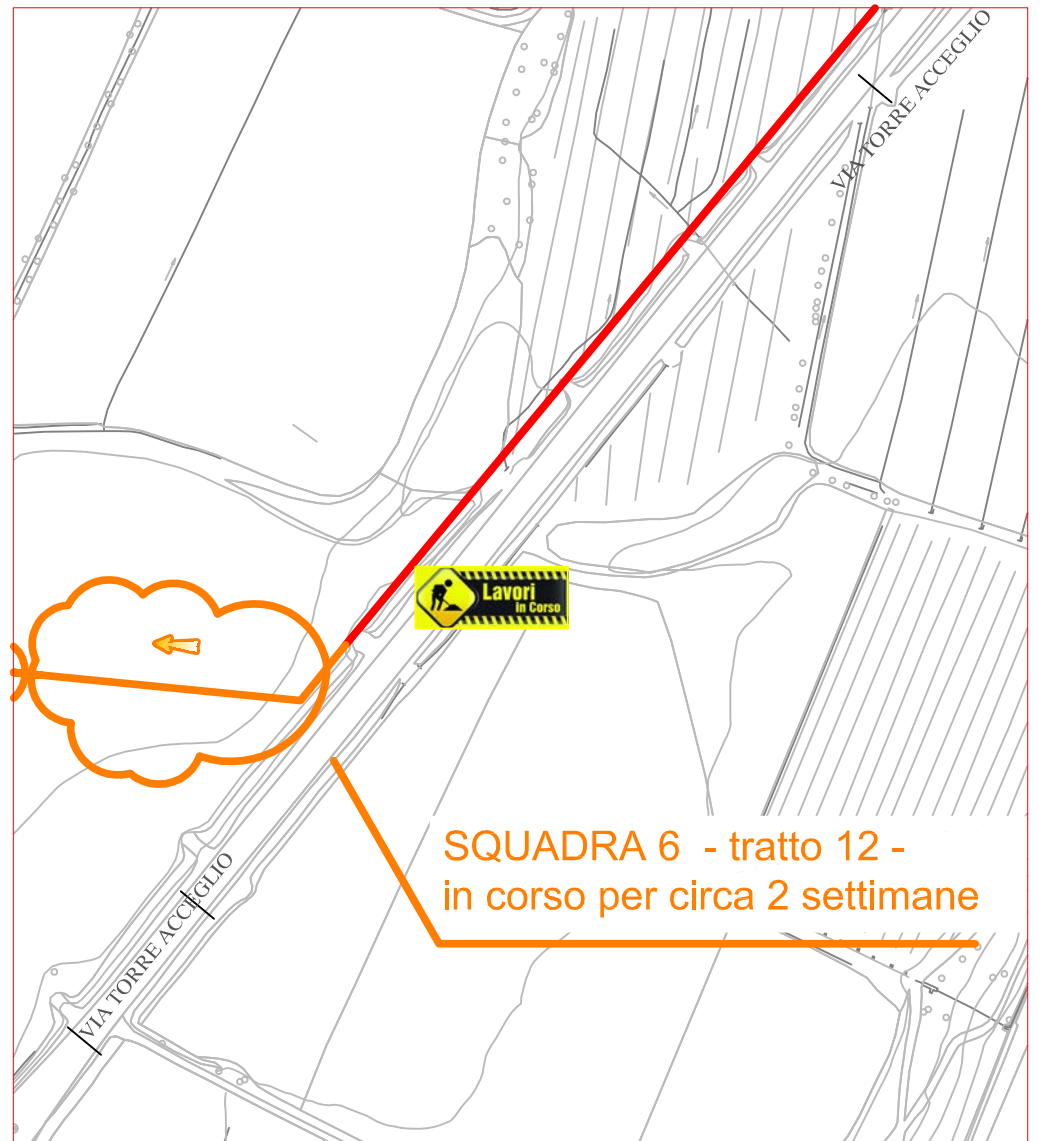 VIA TORRE ACCEGLIO
Lavori
in Corso
SQUADRA 6 - tratto 12 -
in corso per circa 2 settimane
VIA TORRE ACCEGLIO